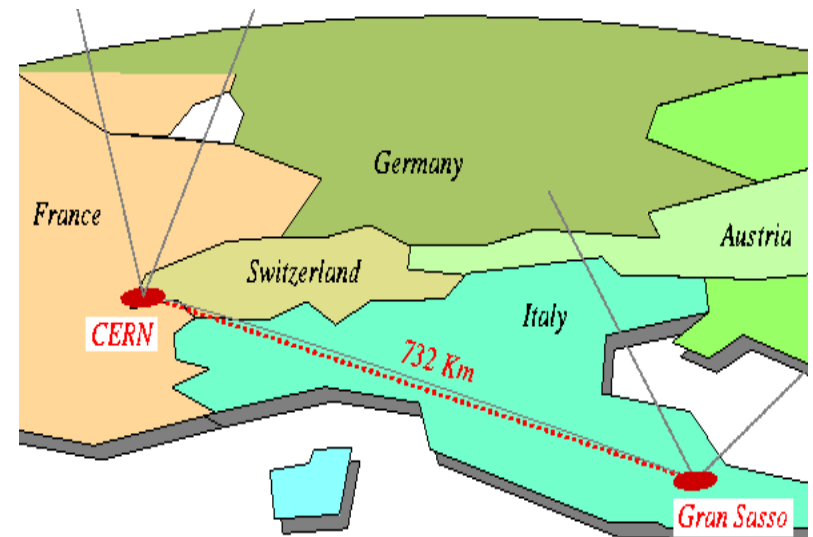 Germany
France
Austria
Switzerland
Italy
CERN
732 Km
Gran Sasso